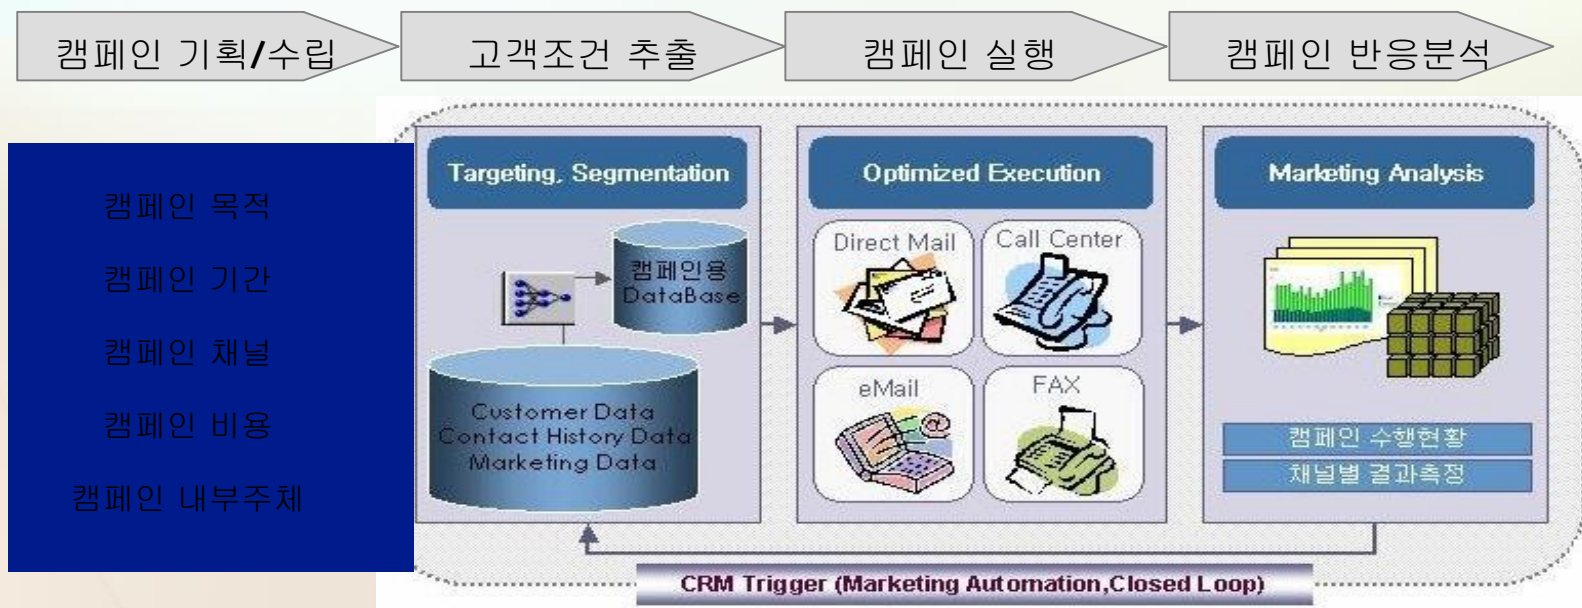 캠페인 기획/수립
고객조건 추출
캠페인 실행
캠페인 반응분석
캠페인 목적
캠페인 기간
캠페인 채널
캠페인 비용
캠페인 내부주체
Targeting, Segmentation
캠페인용
DataBase
Customer Data
Contact History Data
Marketing Data
Optimized Execution
Direct Mail
Call Center
eMail
FAX
Marketing Analysis
캠페인 수행현황
채널별 결과측정
CRM Trigger (Marketing Automation,Closed Loop)